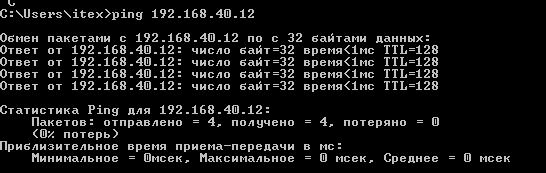 C:\Users\itex>ping 192.168.40.12
Обмен пакетами с 192.168.40.12 по с 32 байтами данных:
Ответ от 192.168.40.12: число байт=32 время<1мс TTL=128
Ответ от 192.168.40.12: число байт=32 время<1мс TTL=128
Ответ от 192.168.40.12: число байт=32 время<1мс TTL=128
Ответ от 192.168.40.12: число байт=32 время<1мс TTL=128
Статистика Ping для 192.168.40.12:
Пакетов: отправлено = 4, получено = 4, потеряно = 0
(0% потерь)
Приблизительное время приема-передачи в мс:
Минимальное = 0мсек, Максимальное = 0 мсек, Среднее = 0 мсек